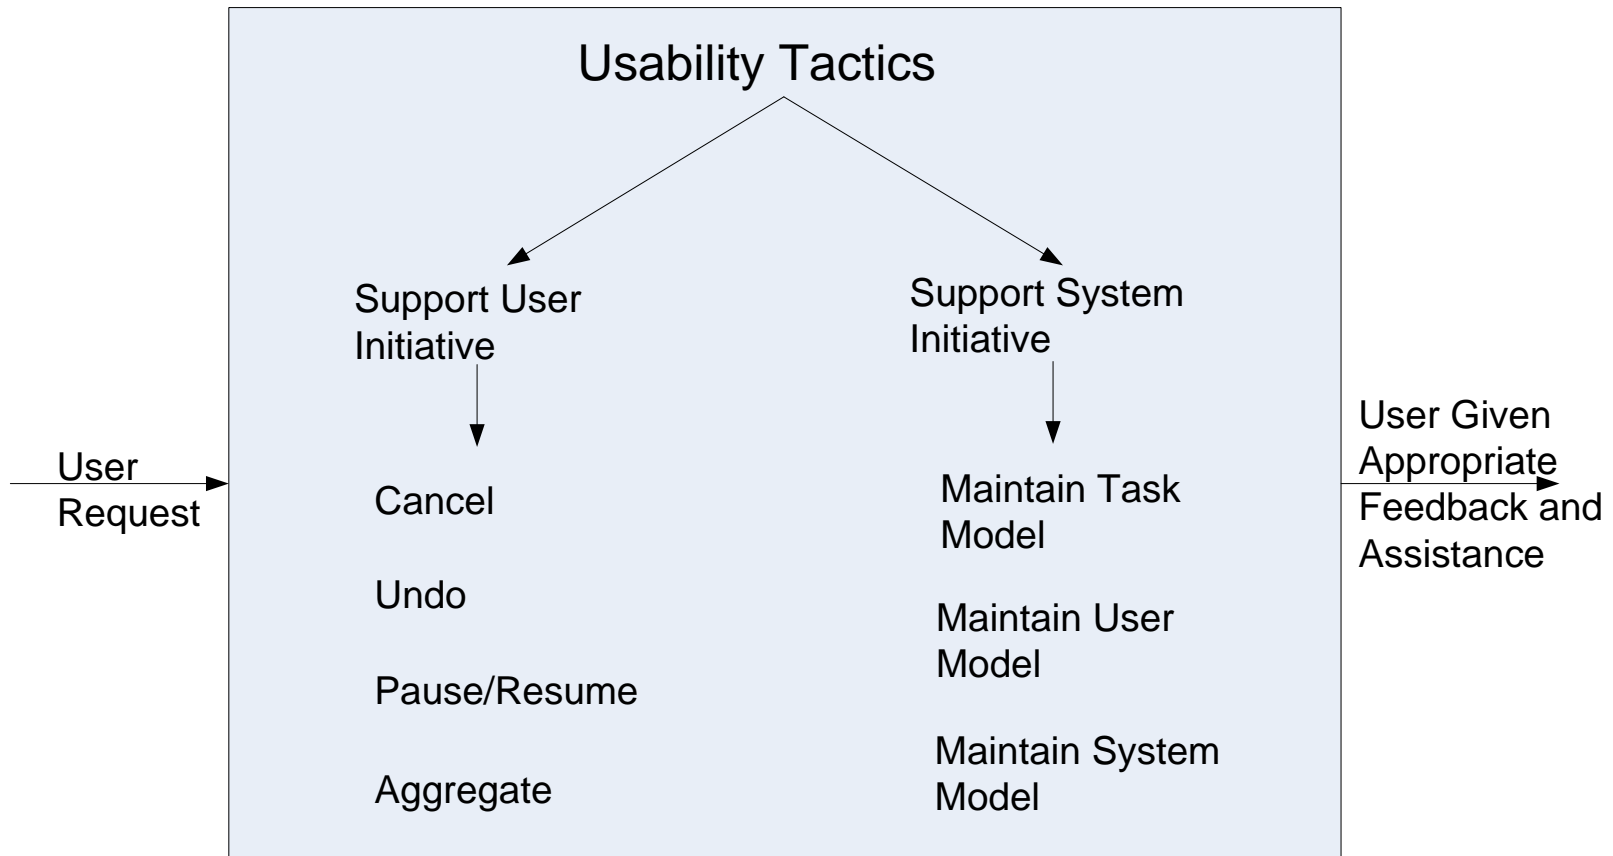 Usability Tactics
Support User
Initiative
Support System
Initiative
User
Request
Cancel
Undo
Pause/Resume
Aggregate
Maintain Task
Model
Maintain User
Model
Maintain System
Model
User Given
Appropriate
Feedback and
Assistance